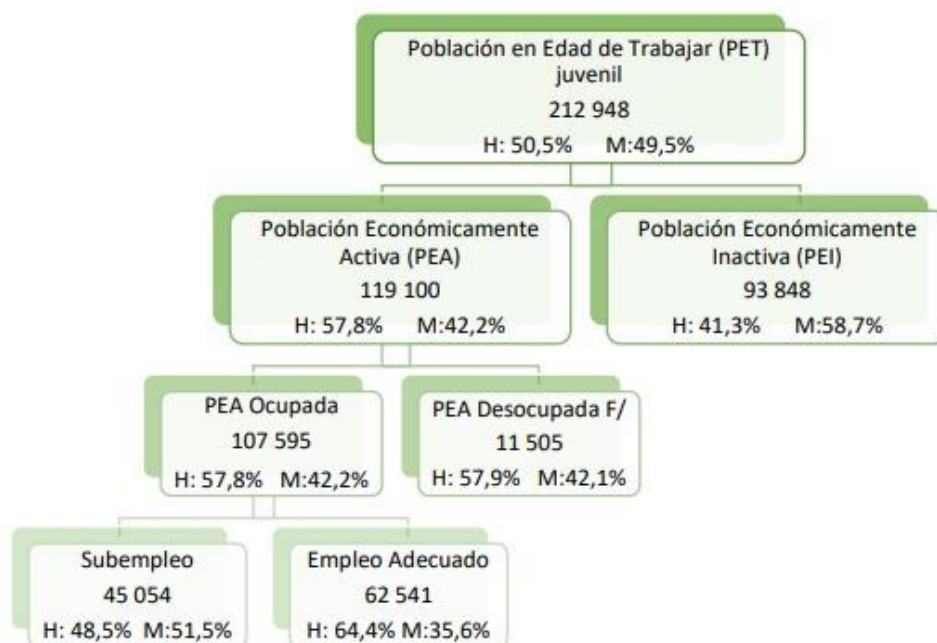 Población en Edad de Trabajar (PET)
juvenil
212 948
H: 50,5% M:49,5%
Población Económicamente
Activa (PEA)
119 100
H: 57,8% M:42,2%
Población Económicamente
Inactiva (PEI)
93 848
H: 41,3% M:58,7%
PEA Ocupada
107 595
H: 57,8% M:42,2%
PEA Desocupada F/
11 505
H: 57,9% M:42,1%
Subempleo
45 054
H: 48,5% M:51,5%
Empleo Adecuado
62 541
H: 64,4% M:35,6%